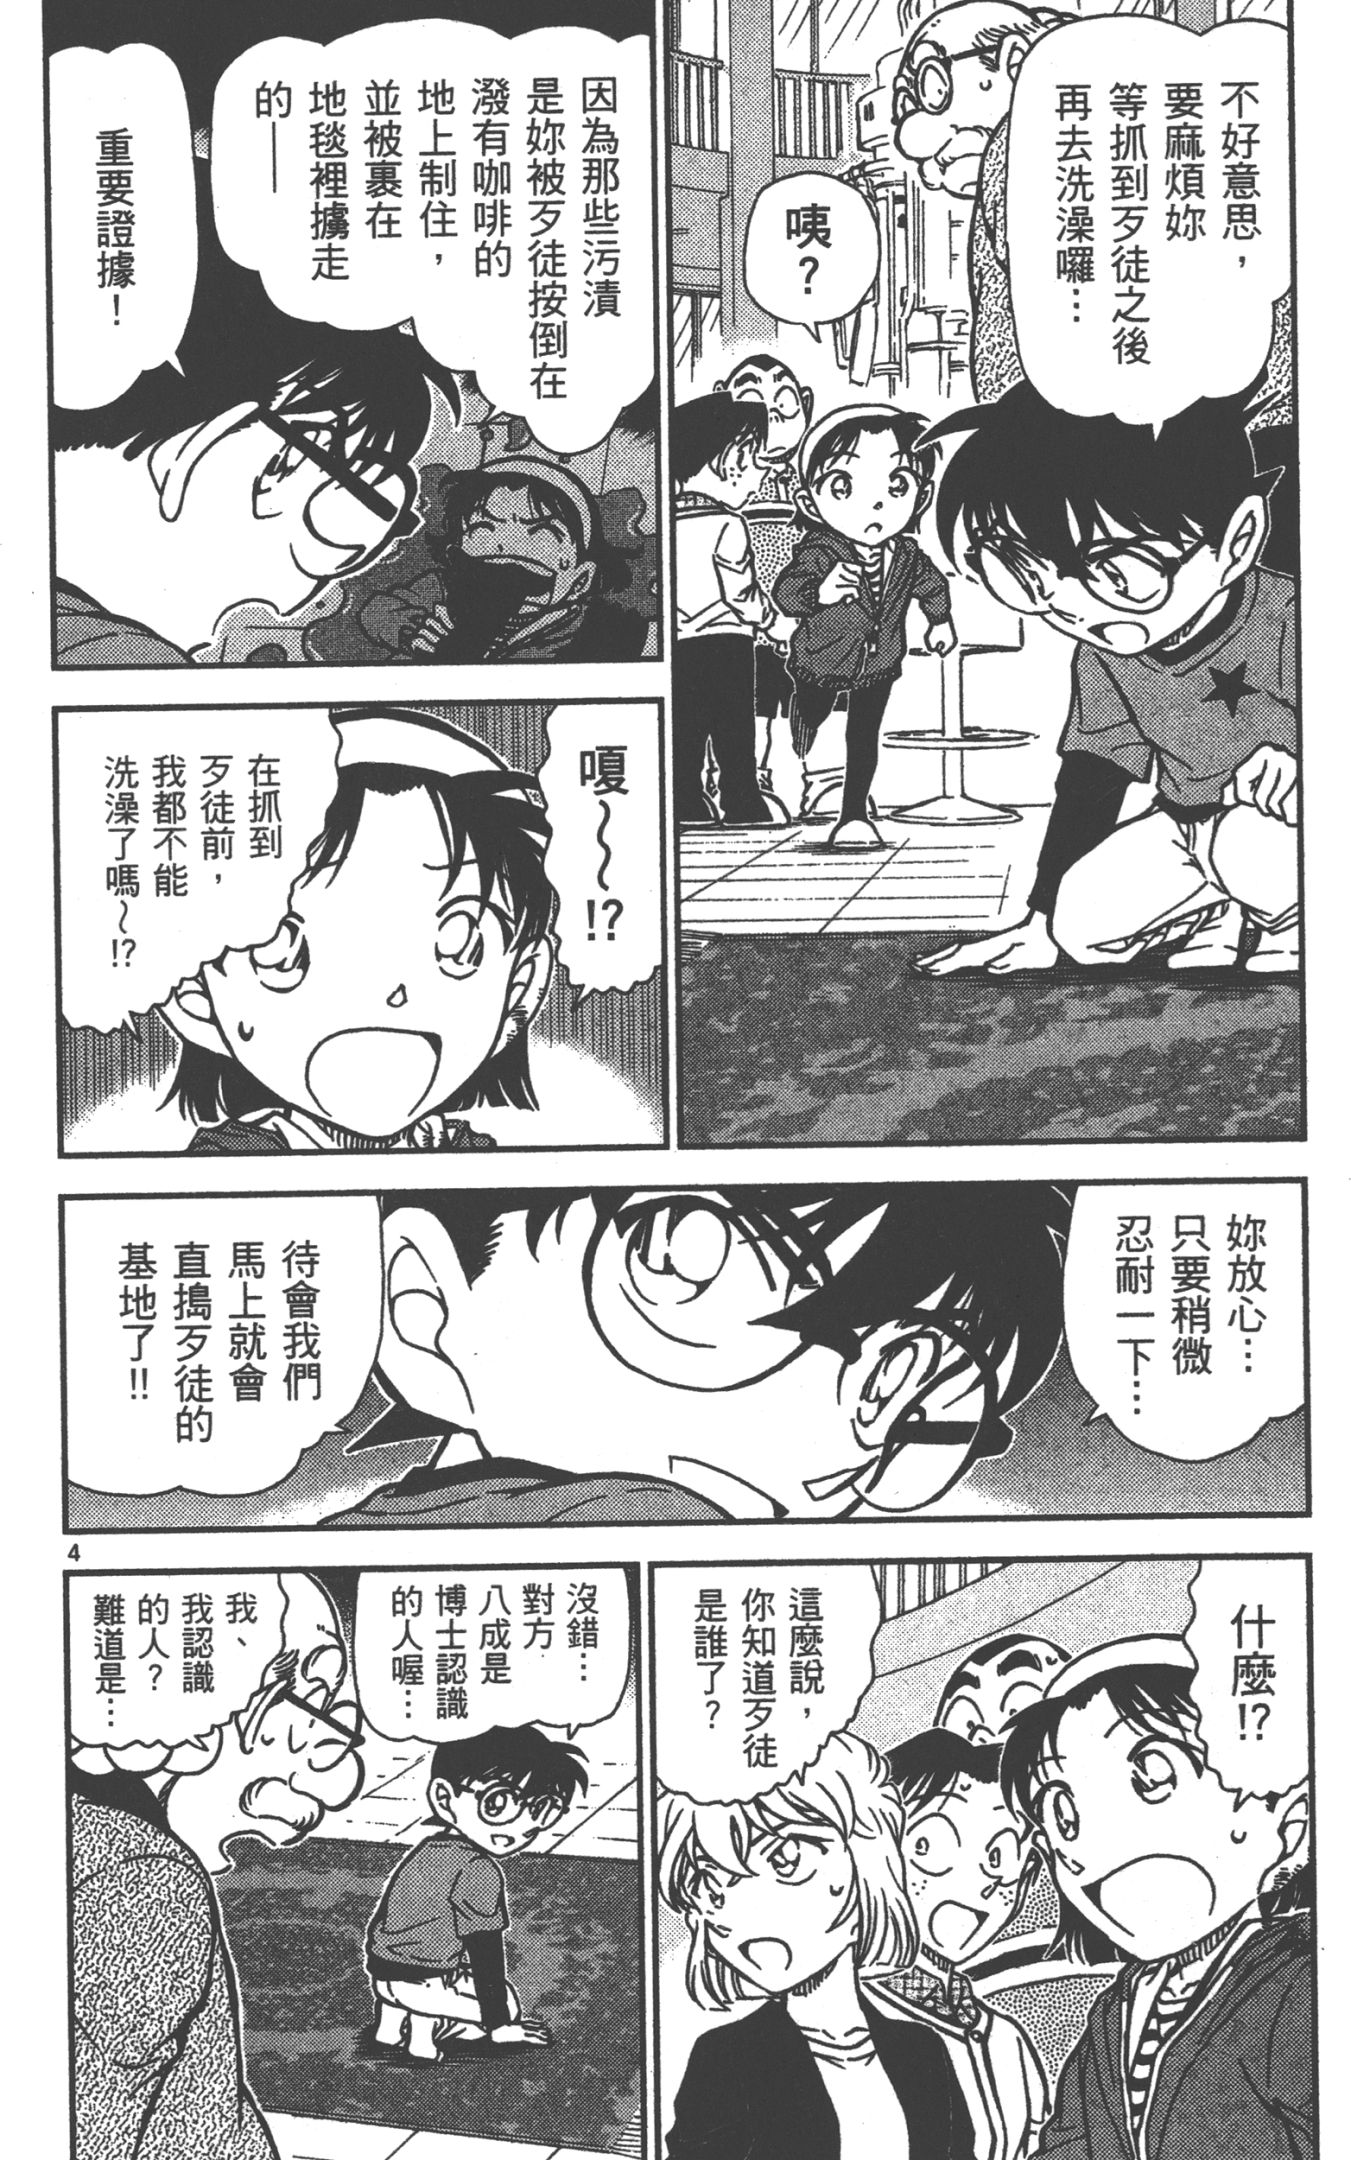 不好意思，
要麻煩妳
等抓到歹徒之後
再去洗澡囉…
咦？
因為那些污漬
是妳被歹徒按倒在
潑有咖啡的
地上制住，
並被裹在
地毯裡擄走
的——
重要證據！
嗄～～!?
在抓到
歹徒前，
我都不能
洗澡了嗎～!?
妳放心…
只要稍微
忍耐一下…
待會我們
馬上就會
直搗歹徒的
基地了!!
4
什麼!?
這麼說，
你知道歹徒
是誰了？
沒錯…
對方
八成是
博士認識
的人喔…
我、
我認識
的人？
難道是…